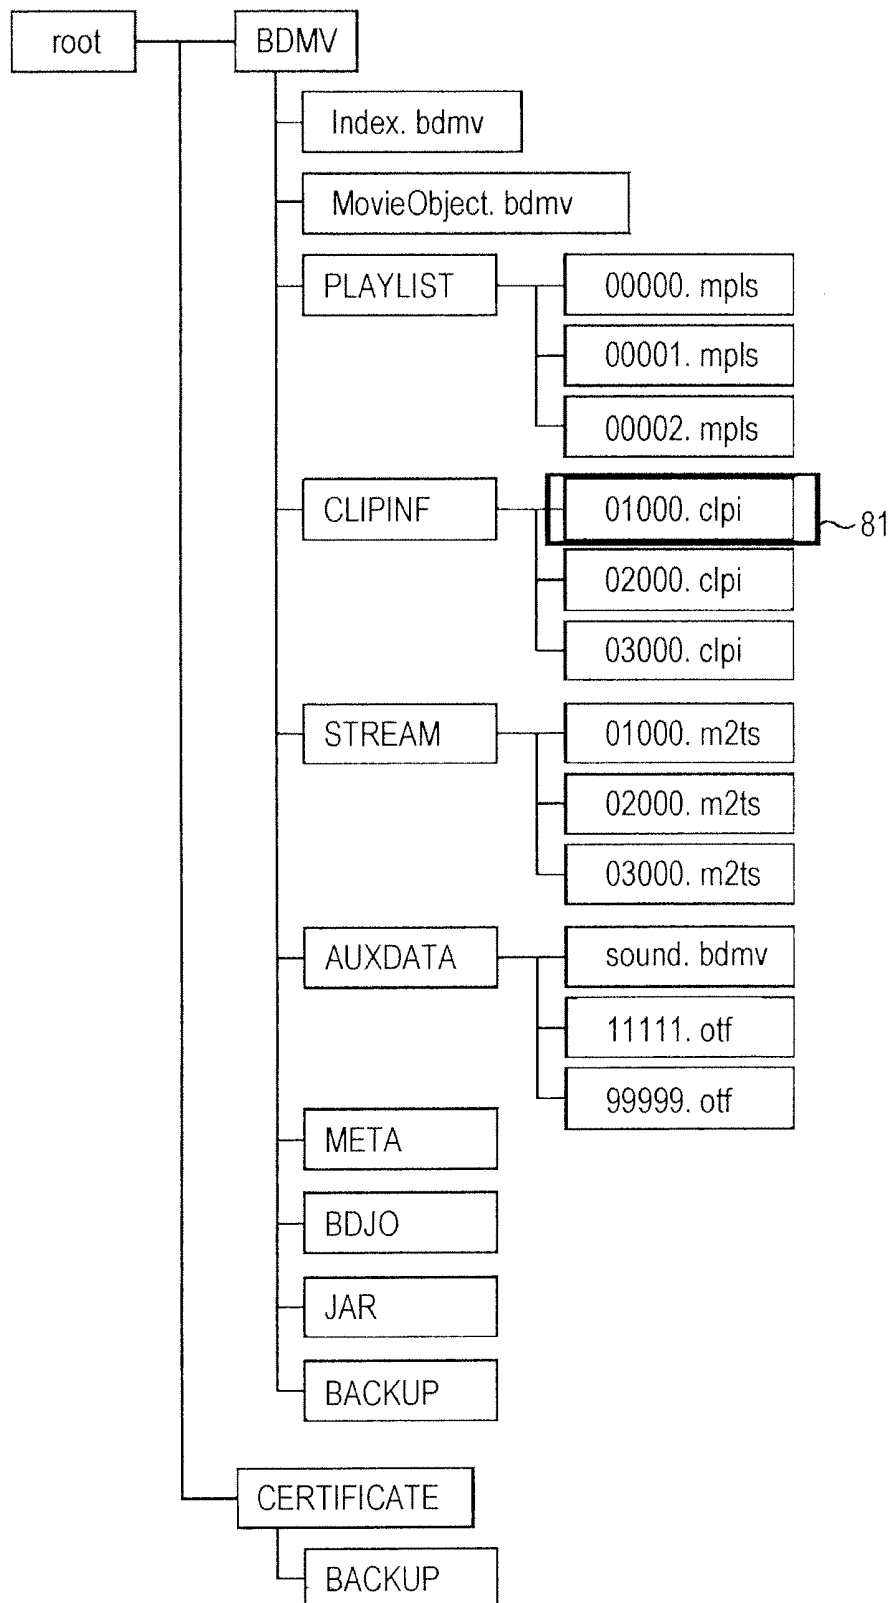 root
BDMV
Index. bdmv
MovieObject. bdmv
PLAYLIST
00000. mpls
00001. mpls
00002. mpls
CLIPINF
01000. clpi
81
02000. clpi
03000. clpi
STREAM
01000. m2ts
02000. m2ts
03000. m2ts
AUXDATA
sound. bdmv
11111. otf
99999. otf
META
BDJO
JAR
BACKUP
CERTIFICATE
BACKUP